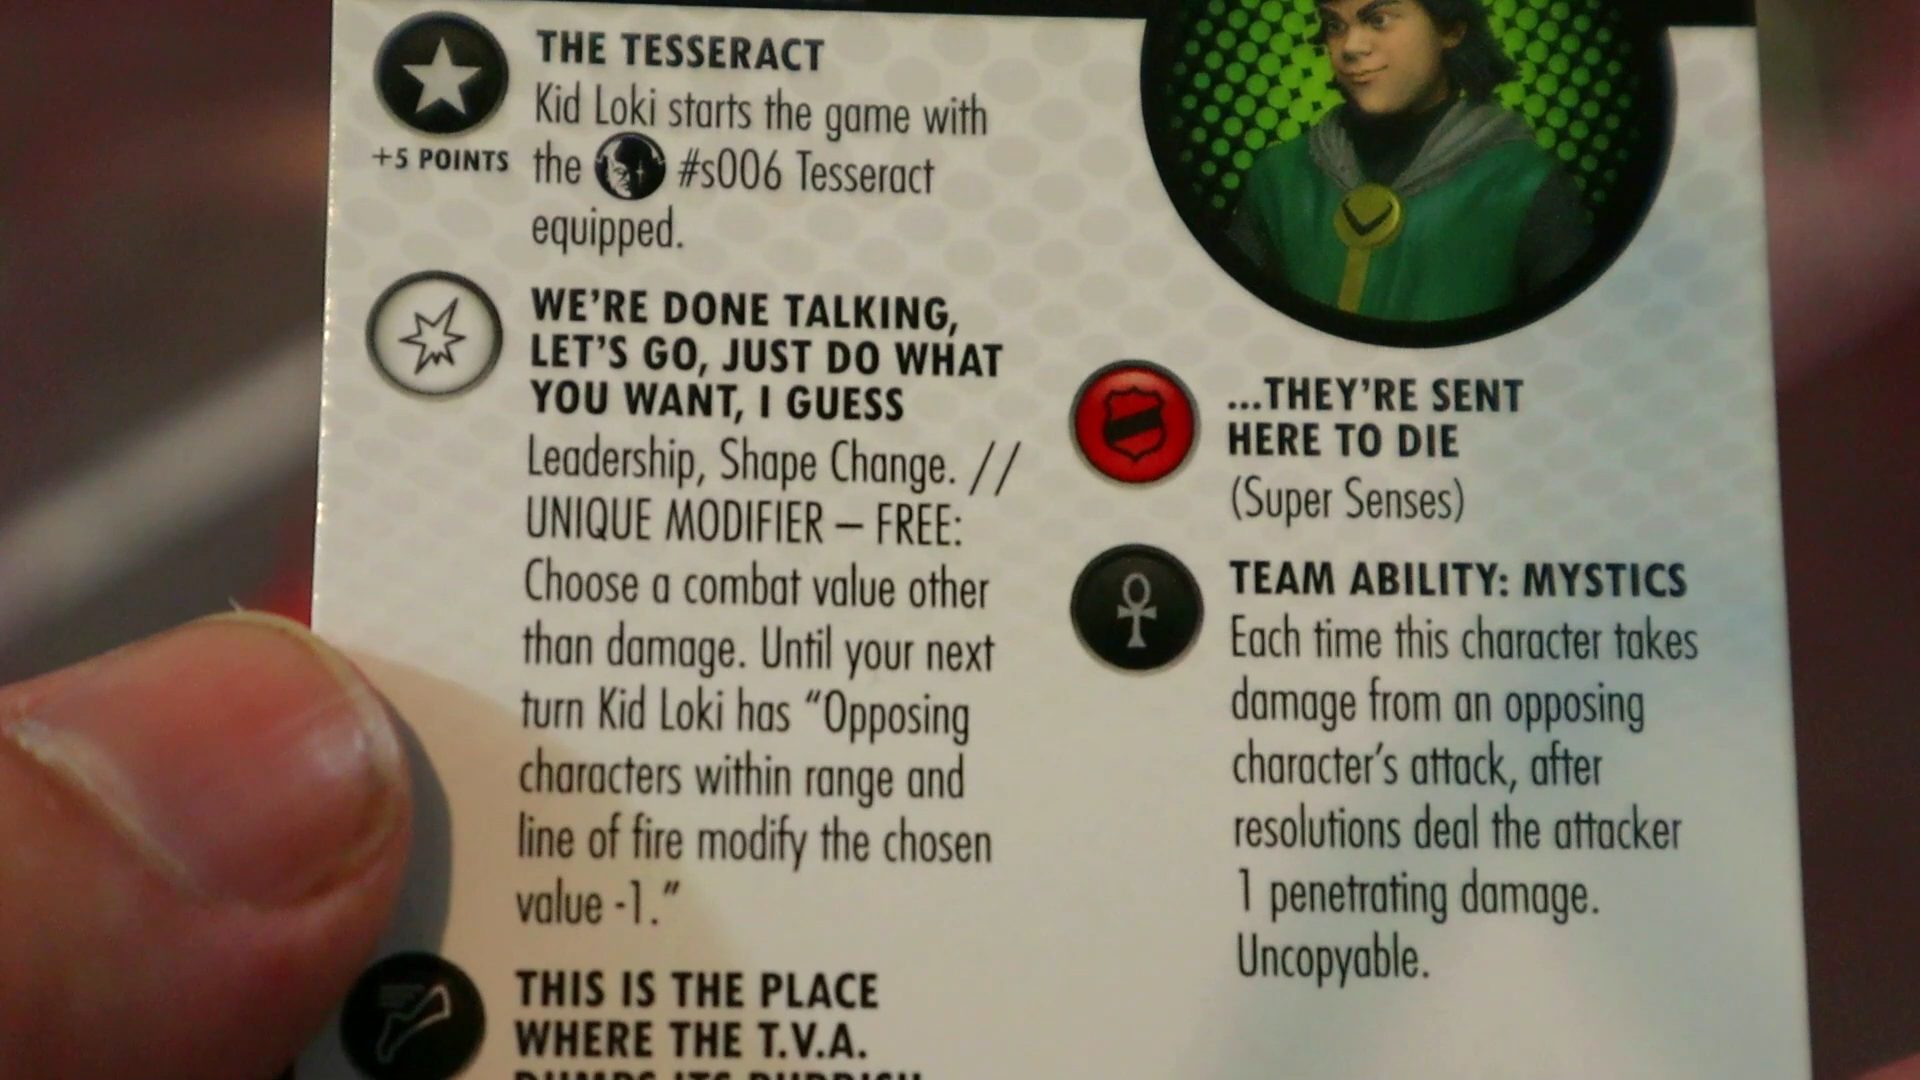 THE TESSERACT
Kid Loki starts the game with
+5 POINTS the #s006 Tesseract
equipped.
WE'RE DONE TALKING,
LET'S GO, JUST DO WHAT
YOU WANT, I GUESS
Leadership, Shape Change. //
UNIQUE MODIFIER – FREE:
Choose a combat value other
than damage. Until your next
turn Kid Loki has “Opposing
characters within range and
line of fire modify the chosen
value -1.”
THIS IS THE PLACE
WHERE THE T.V.A.
DUMPS ITS RUBBISH
...THEY'RE SENT
HERE TO DIE
(Super Senses)
TEAM ABILITY: MYSTICS
Each time this character takes
damage from an opposing
character's attack, after
resolutions deal the attacker
1 penetrating damage.
Uncopyable.